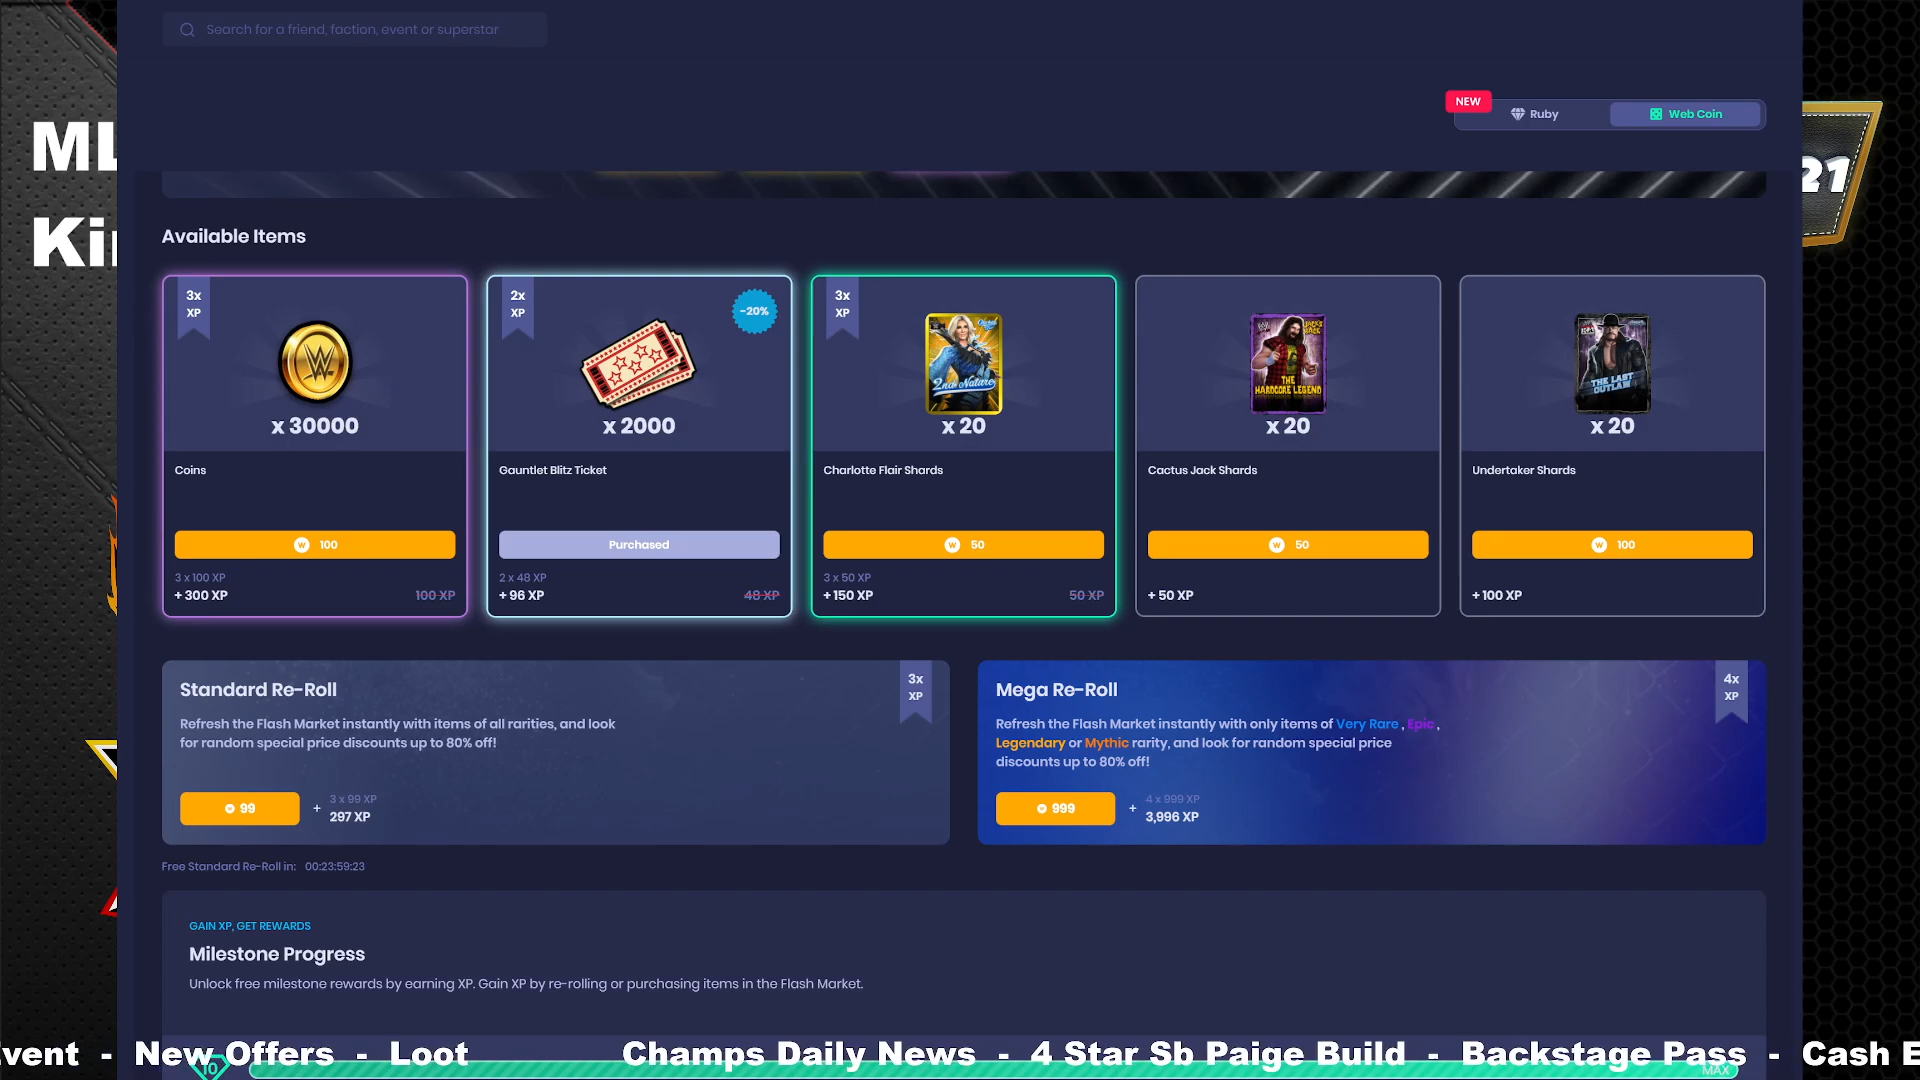 Search for a friend, faction, event or superstar
NEW
Ruby
Web Coin
ML
Ki
21
Available Items
3x
XP
x 30000
Coins
100
3 x 100 XP
+ 300 XP
100 XP
2x
XP
-20%
x 2000
Gauntlet Blitz Ticket
Purchased
2 x 48 XP
+ 96 XP
48 XP
3x
XP
2nd Nature
x 20
Charlotte Flair Shards
50
3 x 50 XP
+ 150 XP
50 XP
THE
HARDCORE LEGEND
x 20
Cactus Jack Shards
50
+ 50 XP
THE LAST
OUTLAW
x 20
Undertaker Shards
100
+ 100 XP
Standard Re-Roll
3x
XP
Refresh the Flash Market instantly with items of all rarities, and look
for random special price discounts up to 80% off!
99
+
3 x 99 XP
297 XP
Mega Re-Roll
4x
XP
Refresh the Flash Market instantly with only items of Very Rare , Epic ,
Legendary or Mythic rarity, and look for random special price
discounts up to 80% off!
999
+
4 x 999 XP
3,996 XP
Free Standard Re-Roll in: 00:23:59:23
GAIN XP, GET REWARDS
Milestone Progress
Unlock free milestone rewards by earning XP. Gain XP by re-rolling or purchasing items in the Flash Market.
vent - New Offers - Loot Champs Daily News - 4 Star Sb Paige Build - Backstage Pass - Cash E
10
MAX